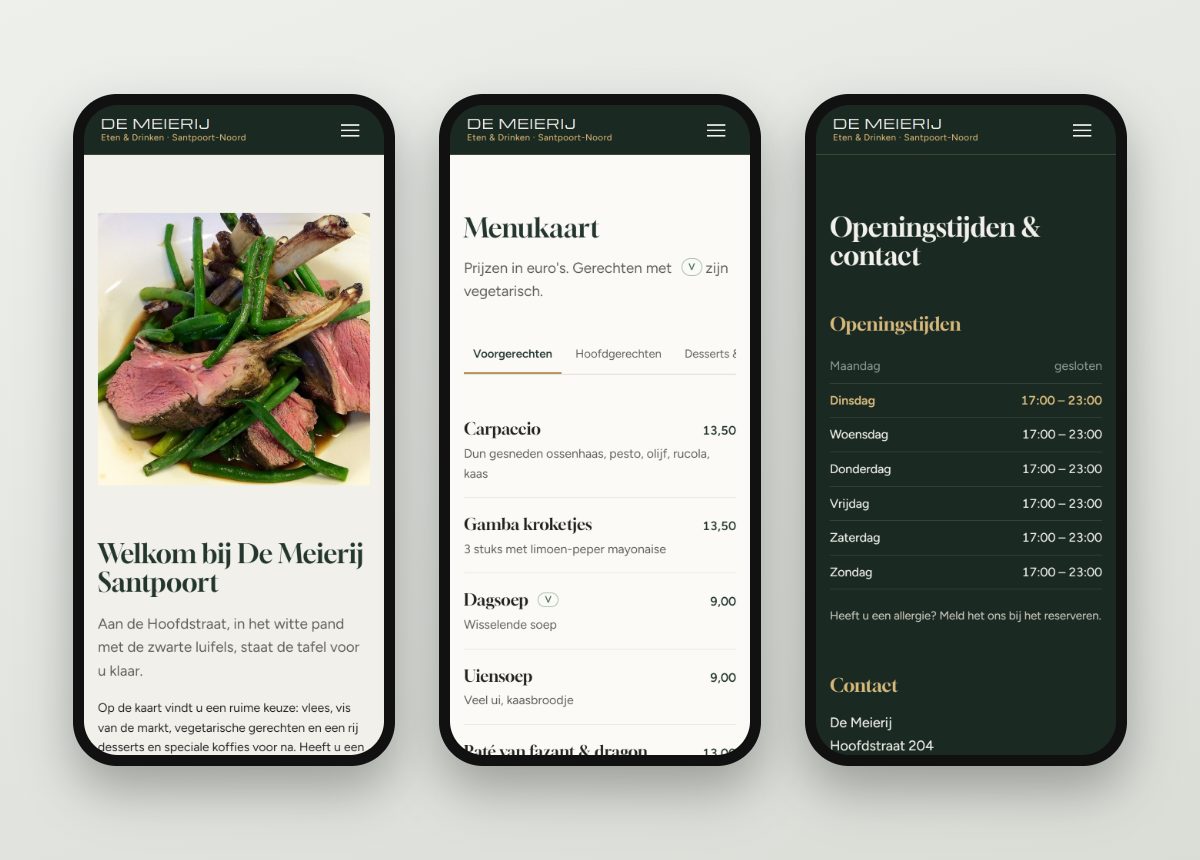 DE MEIERIJ
Eten & Drinken · Santpoort-Noord
Welkom bij De Meierij
Santpoort
Aan de Hoofdstraat, in het witte pand
met de zwarte luifels, staat de tafel voor
u klaar.
Op de kaart vindt u een ruime keuze: vlees, vis
van de markt, vegetarische gerechten en een rij
desserts en speciale koffies voor na. Heeft u een
DE MEIERIJ
Eten & Drinken · Santpoort-Noord
Menukaart
Prijzen in euro's. Gerechten met V zijn
vegetarisch.
Voorgerechten Hoofdgerechten Desserts &
Carpaccio 13,50
Dun gesneden ossenhaas, pesto, olijf, rucola,
kaas
Gamba kroketjes 13,50
3 stuks met limoen-peper mayonaise
Dagsoep V 9,00
Wisselende soep
Uiensoep 9,00
Veel ui, kaasbroodje
Paté van fazant & dragon 13,00
DE MEIERIJ
Eten & Drinken · Santpoort-Noord
Openingstijden &
contact
Openingstijden
Maandag gesloten
Dinsdag 17:00 – 23:00
Woensdag 17:00 – 23:00
Donderdag 17:00 – 23:00
Vrijdag 17:00 – 23:00
Zaterdag 17:00 – 23:00
Zondag 17:00 – 23:00
Heeft u een allergie? Meld het ons bij het reserveren.
Contact
De Meierij
Hoofdstraat 204